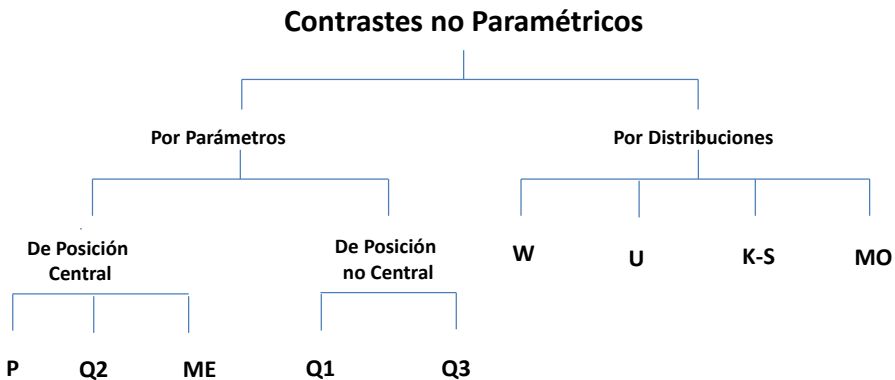 Contrastes no Paramétricos
Por Parámetros
Por Distribuciones
De Posición
Central
De Posición
no Central
W
U
K-S
MO
P
Q2
ME
Q1
Q3